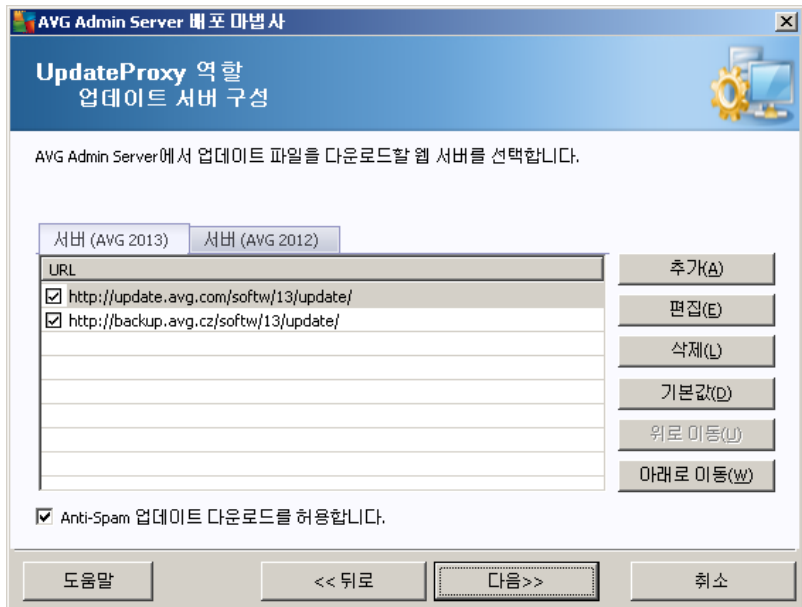 AVG Admin Server 배포 마법사
UpdateProxy 역할
업데이트 서버 구성
AVG Admin Server에서 업데이트 파일을 다운로드할 웹 서버를 선택합니다.
서버 (AVG 2013) 서버 (AVG 2012)
URL
http://update.avg.com/softw/13/update/
http://backup.avg.cz/softw/13/update/
추가(A)
편집(E)
삭제(L)
기본값(D)
위로 이동(U)
아래로 이동(W)
Anti-Spam 업데이트 다운로드를 허용합니다.
도움말 << 뒤로 다음>> 취소